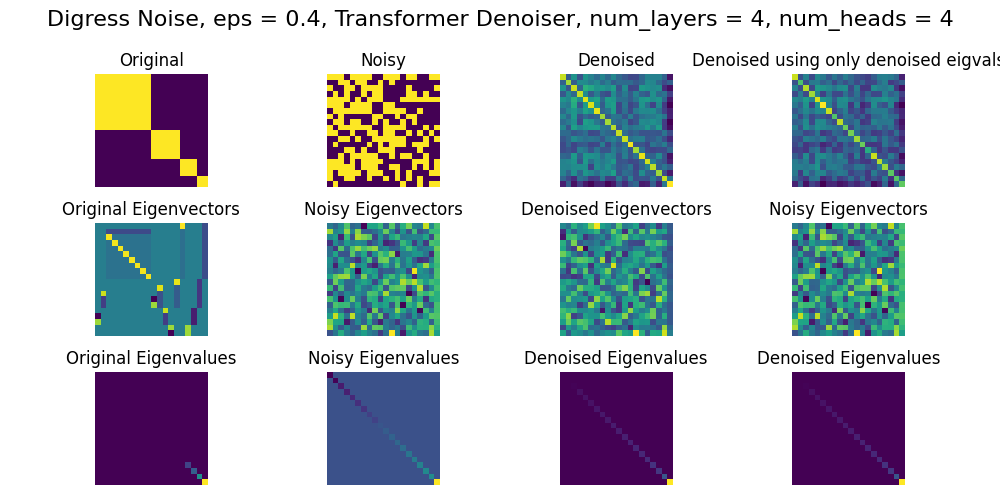 Digress Noise, eps = 0.4, Transformer Denoiser, num_layers = 4, num_heads = 4
Original
Noisy
Denoised
Denoised using only denoised eigvals
Original Eigenvectors
Noisy Eigenvectors
Denoised Eigenvectors
Noisy Eigenvectors
Original Eigenvalues
Noisy Eigenvalues
Denoised Eigenvalues
Denoised Eigenvalues